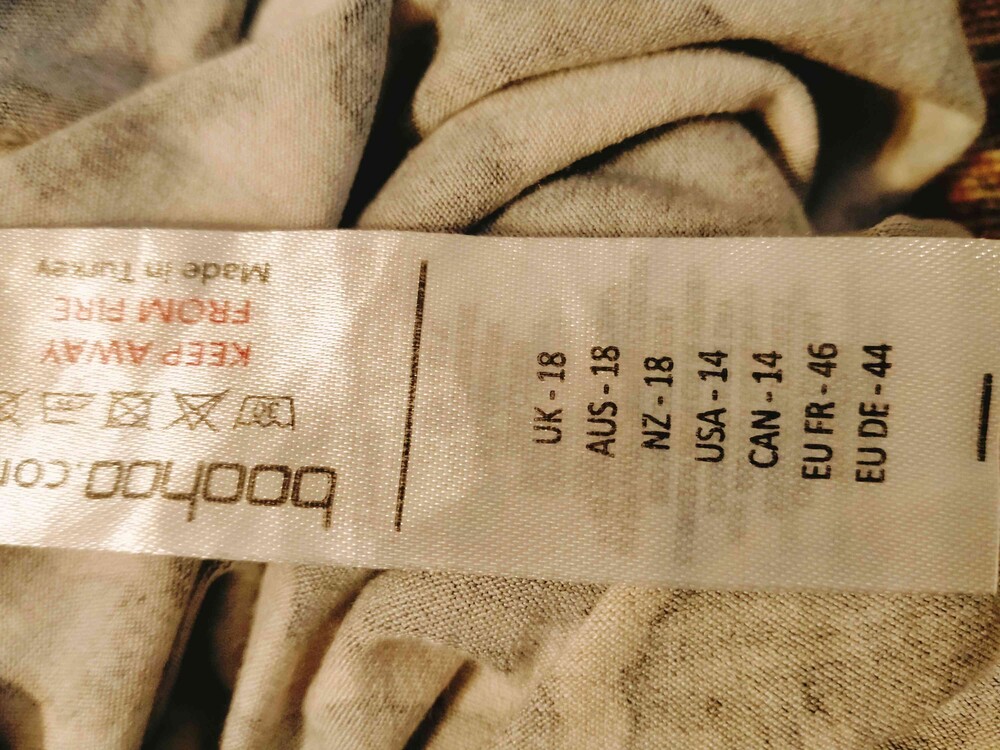 boohoo.com
KEEP AWAY
FROM FIRE
Made in Turkey
UK - 18
AUS - 18
NZ - 18
USA - 14
CAN - 14
EU FR - 46
EU DE - 44